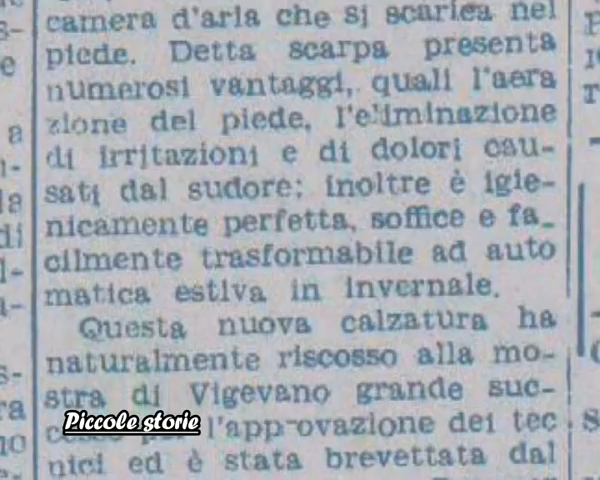 camera d'aria che si scarica nel
piede. Detta scarpa presenta
numerosi vantaggi, quali l'aera
zione del piede, l'eliminazione
di irritazioni e di dolori cau-
sati dal sudore; inoltre è igie-
nicamente perfetta, soffice e fa-
cilmente trasformabile ad auto
matica estiva in invernale.
Questa nuova calzatura ha
naturalmente riscosso alla mo-
stra di Vigevano grande suc-
Piccole storie
l'approvazione dei tec
nici ed è stata brevettata dal